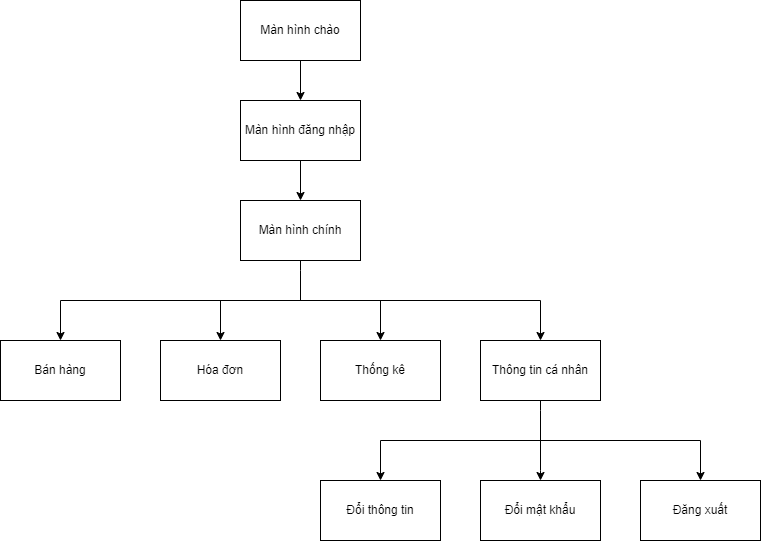 Màn hình chào
Màn hình đăng nhập
Màn hình chính
Bán hàng
Hóa đơn
Thống kê
Thông tin cá nhân
Đổi thông tin
Đổi mật khẩu
Đăng xuất